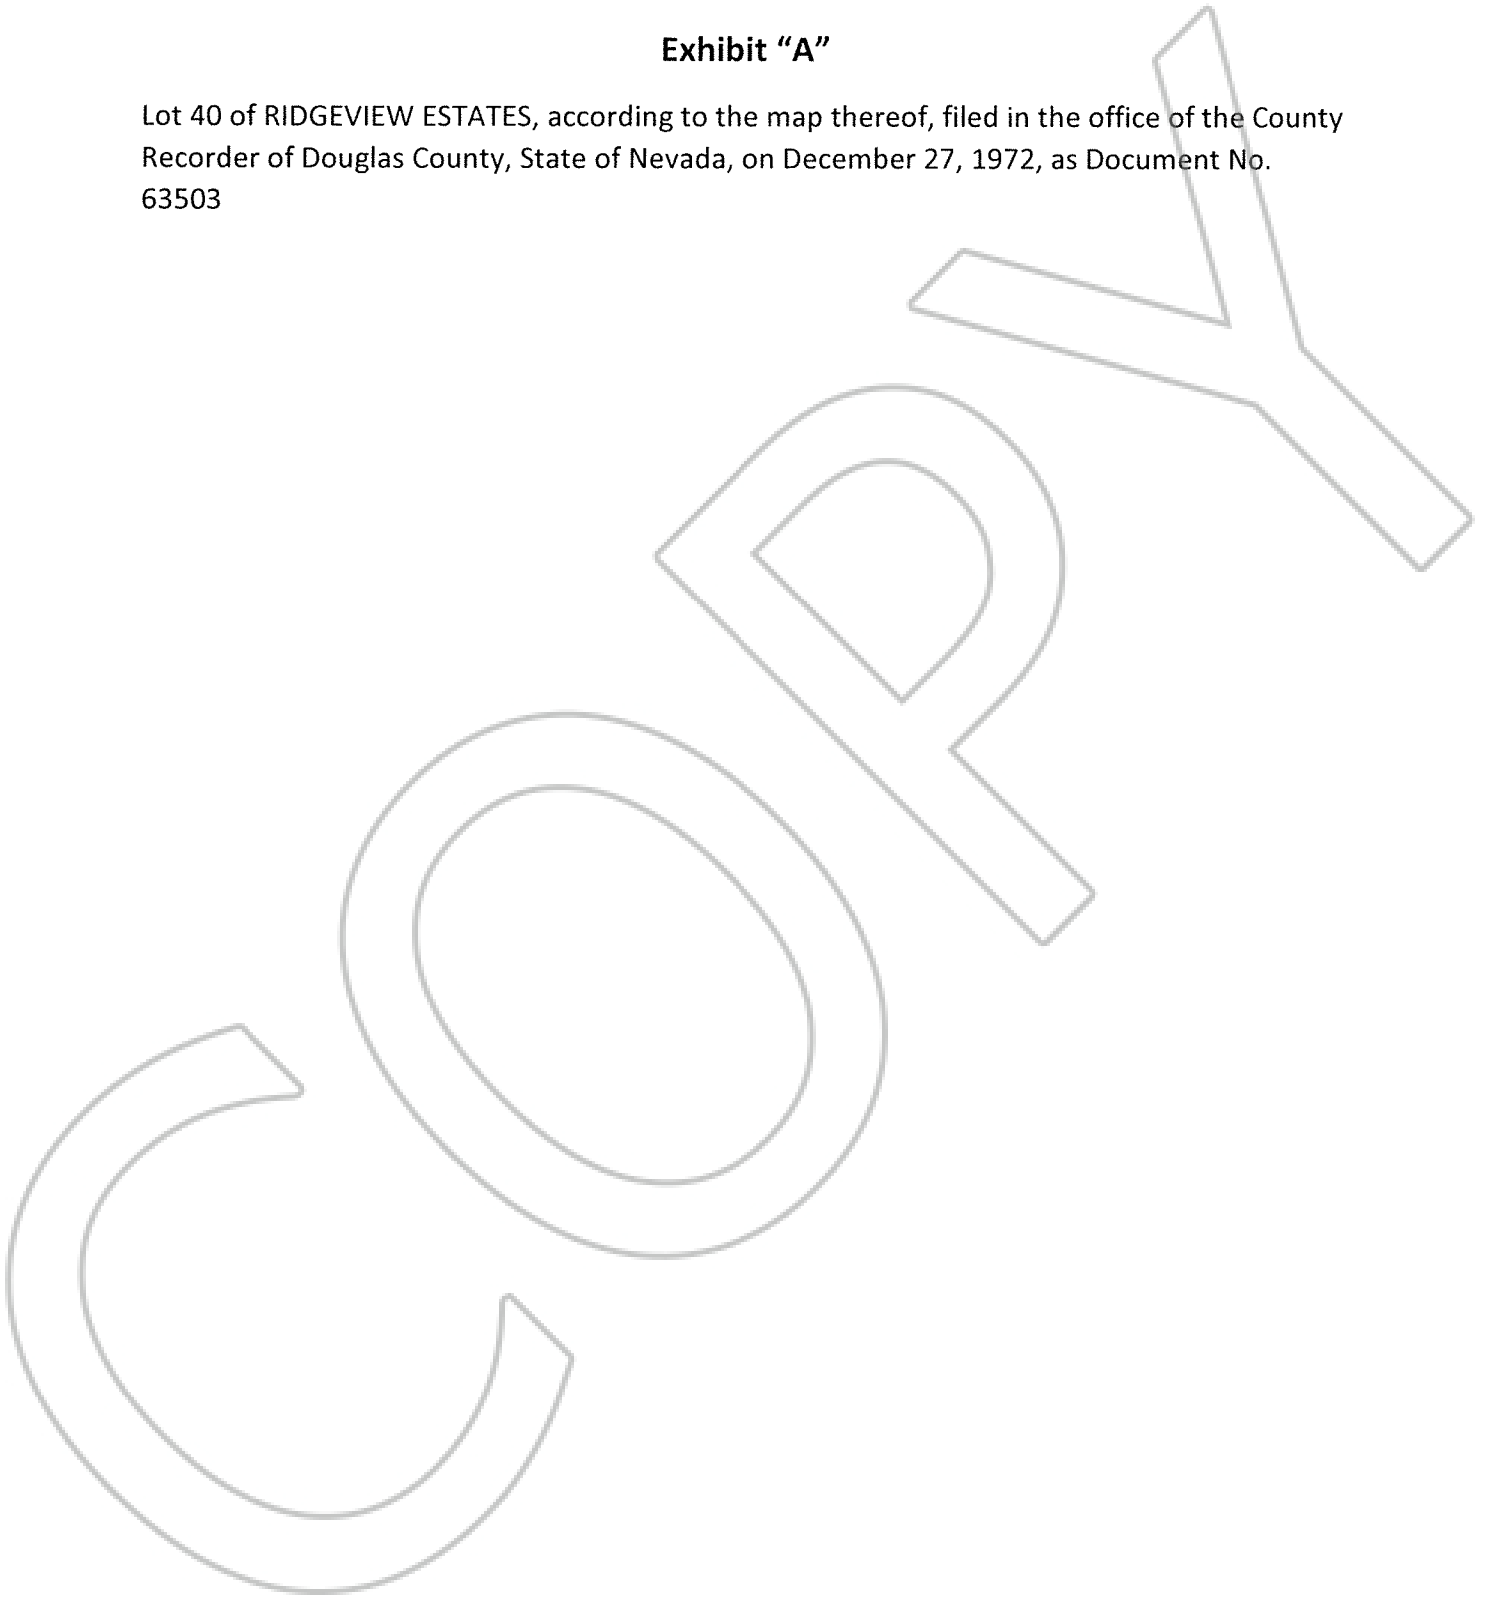 Exhibit “A”
Lot 40 of RIDGEVIEW ESTATES, according to the map thereof, filed in the office of the County
Recorder of Douglas County, State of Nevada, on December 27, 1972, as Document No.
63503
COPY